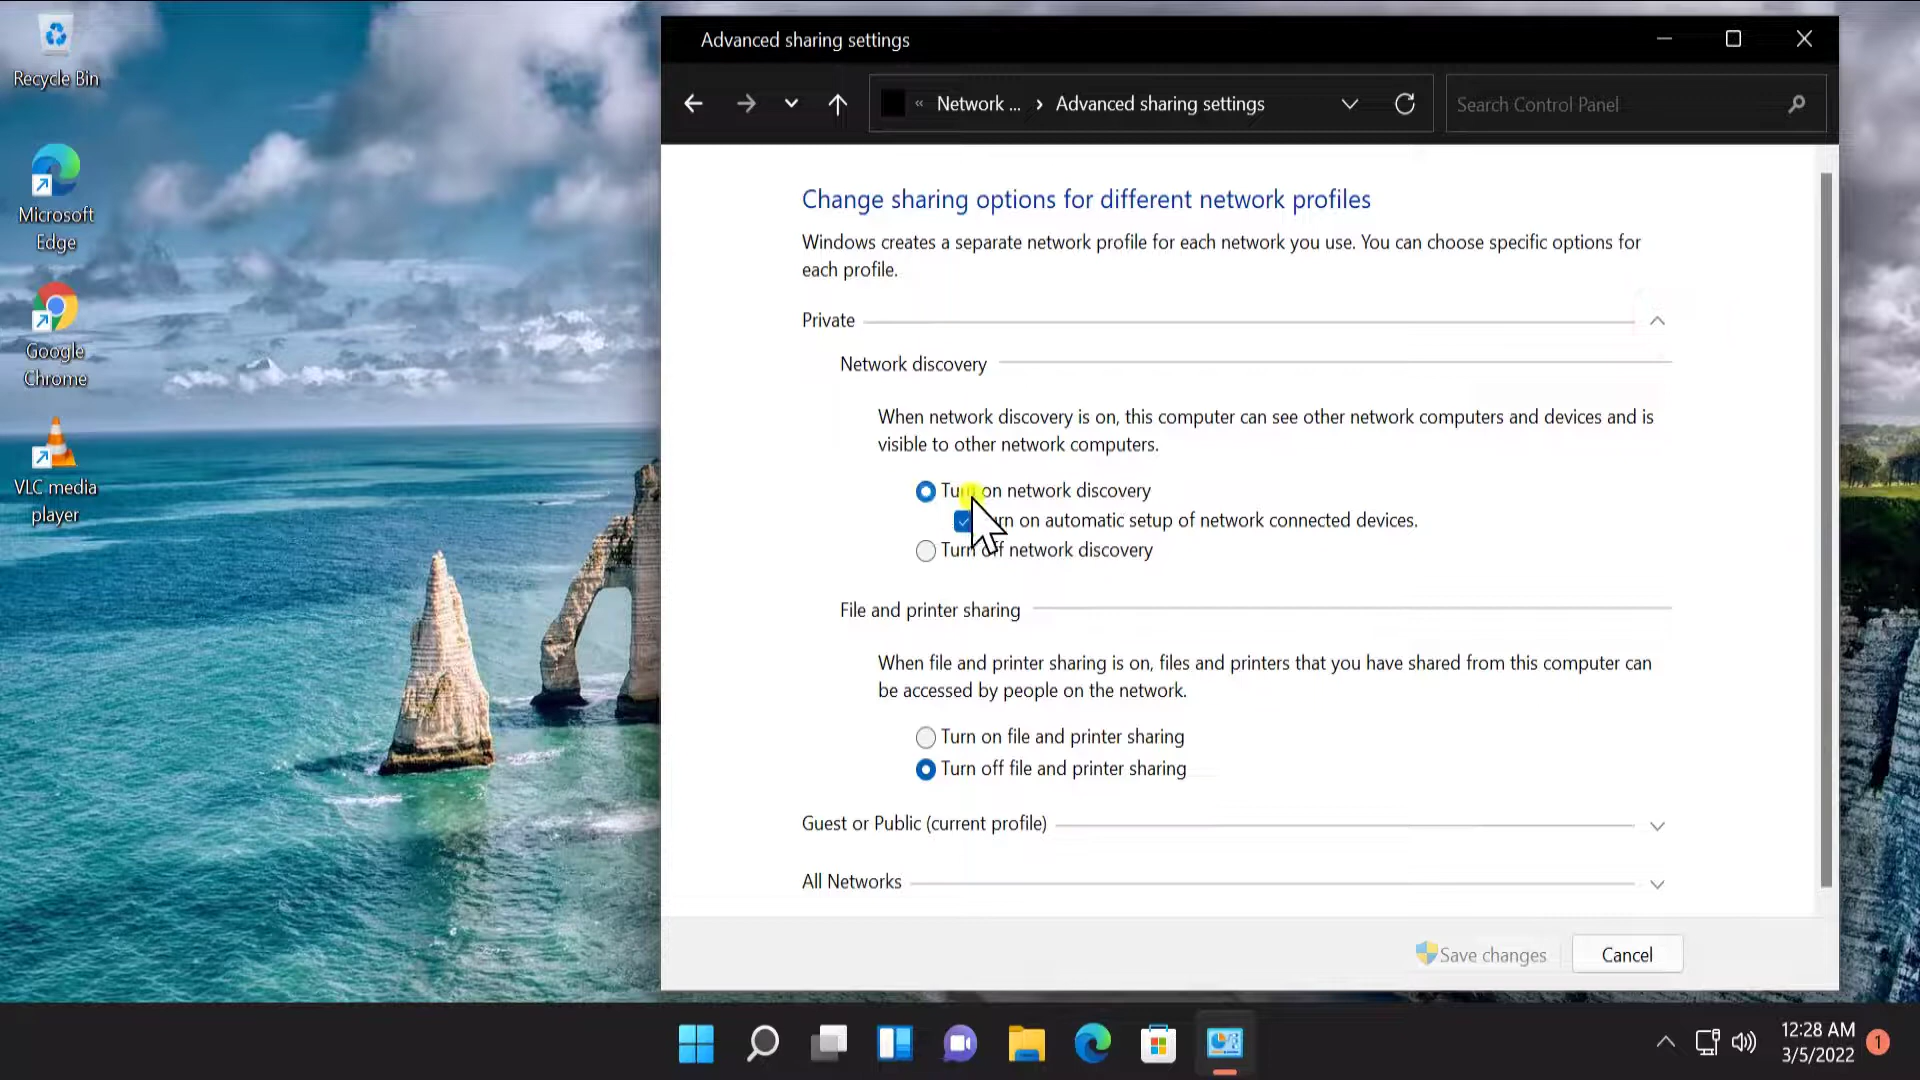 Recycle Bin
Microsoft
Edge
Google
Chrome
VLC media
player
Advanced sharing settings
« Network ... › Advanced sharing settings
Search Control Panel
Change sharing options for different network profiles
Windows creates a separate network profile for each network you use. You can choose specific options for
each profile.
Private
Network discovery
When network discovery is on, this computer can see other network computers and devices and is
visible to other network computers.
Turn on network discovery
Turn on automatic setup of network connected devices.
Turn off network discovery
File and printer sharing
When file and printer sharing is on, files and printers that you have shared from this computer can
be accessed by people on the network.
Turn on file and printer sharing
Turn off file and printer sharing
Guest or Public (current profile)
All Networks
Save changes
Cancel
12:28 AM
3/5/2022
1